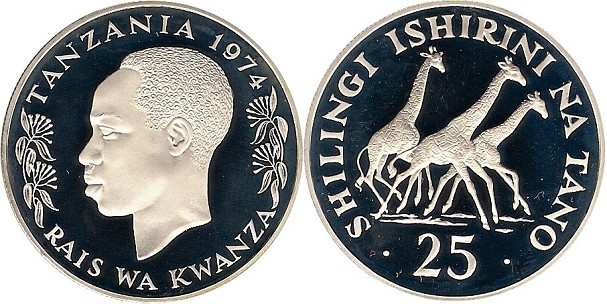 TANZANIA 1974
RAIS WA KWANZA
SHILINGI ISHIRINI NA TANO
· 25 ·